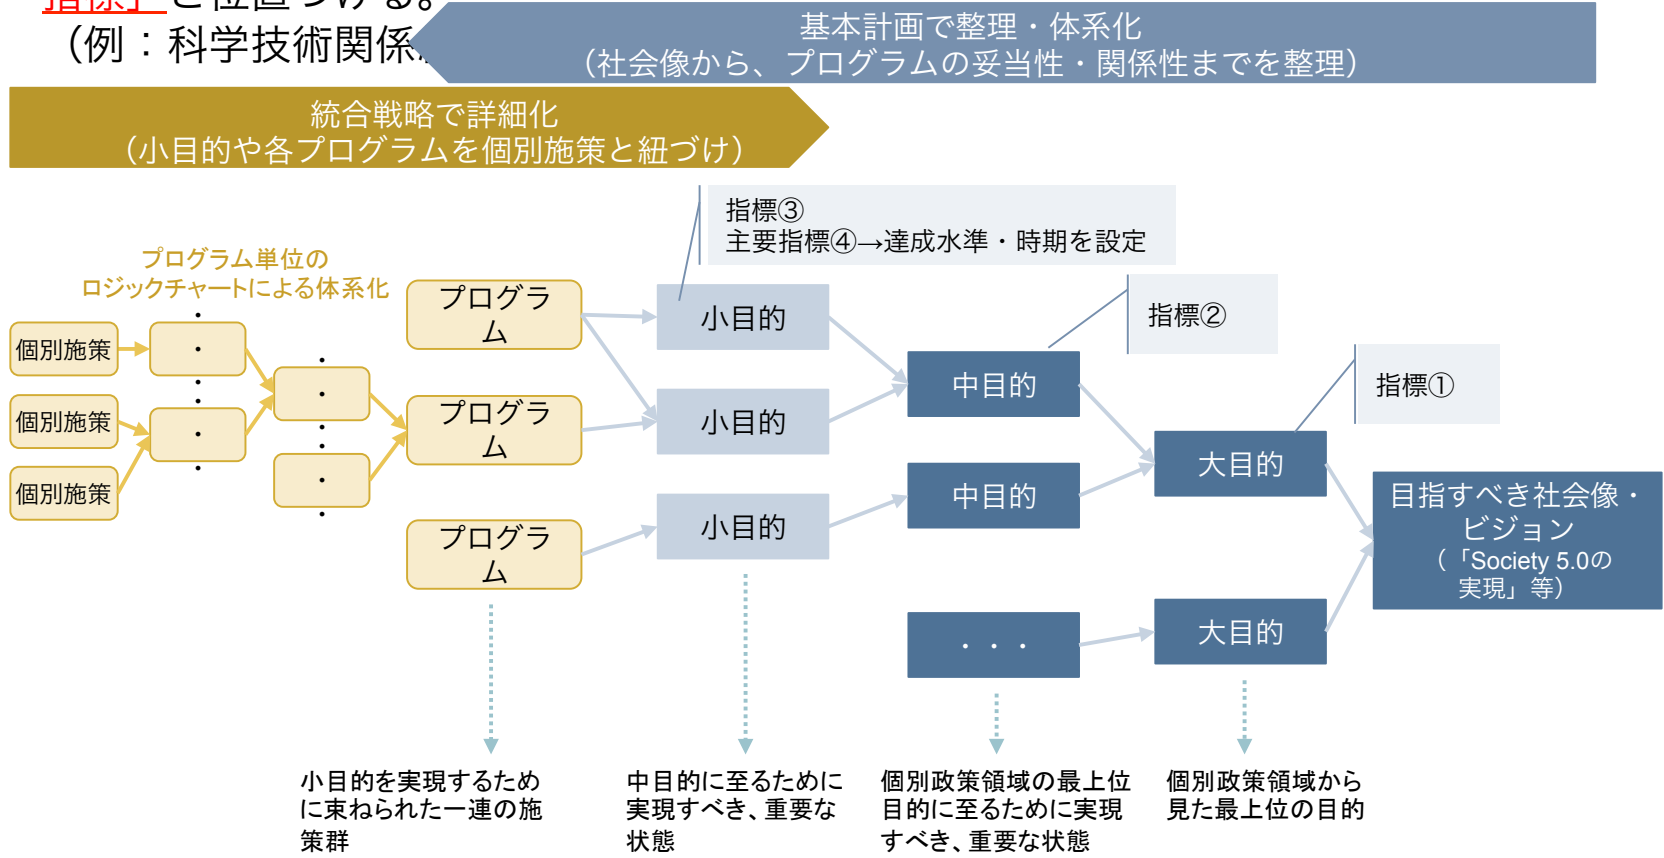 指標」と位置づける。
（例：科学技術関係
基本計画で整理・体系化
（社会像から、プログラムの妥当性・関係性までを整理）
統合戦略で詳細化
（小目的や各プログラムを個別施策と紐づけ）
指標③
主要指標④→達成水準・時期を設定
指標②
指標①
プログラム単位の
ロジックチャートによる体系化
個別施策
個別施策
個別施策
プログラ
ム
プログラ
ム
プログラ
ム
小目的
小目的
小目的
中目的
中目的
・・・
大目的
大目的
目指すべき社会像・
ビジョン
（「Society 5.0の
実現」等）
小目的を実現するため
に束ねられた一連の施
策群
中目的に至るために
実現すべき、重要な
状態
個別政策領域の最上位
目的に至るために実現
すべき、重要な状態
個別政策領域から
見た最上位の目的